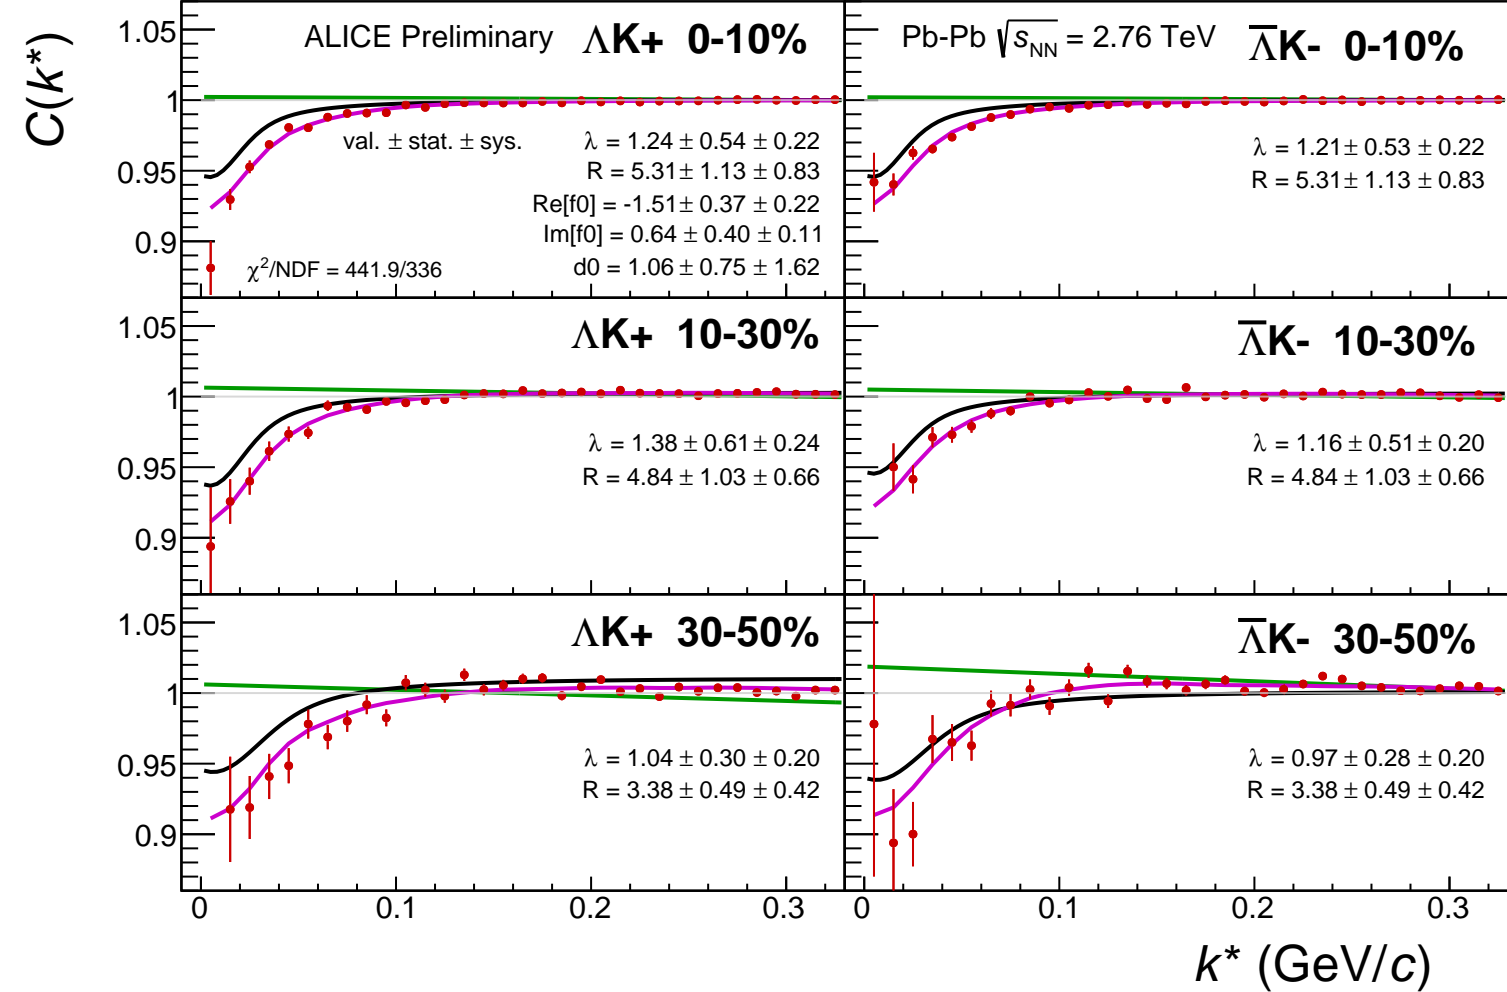 C(k*)
ALICE Preliminary ΛK+ 0-10%
1.05
1
0.95
0.9
val. ± stat. ± sys.
λ = 1.24 ± 0.54 ± 0.22
R = 5.31 ± 1.13 ± 0.83
Re[f0] = -1.51 ± 0.37 ± 0.22
Im[f0] = 0.64 ± 0.40 ± 0.11
d0 = 1.06 ± 0.75 ± 1.62
χ²/NDF = 441.9/336
Pb-Pb √sNN = 2.76 TeV Λ̅K- 0-10%
λ = 1.21 ± 0.53 ± 0.22
R = 5.31 ± 1.13 ± 0.83
ΛK+ 10-30%
1.05
1
0.95
0.9
λ = 1.38 ± 0.61 ± 0.24
R = 4.84 ± 1.03 ± 0.66
Λ̅K- 10-30%
λ = 1.16 ± 0.51 ± 0.20
R = 4.84 ± 1.03 ± 0.66
ΛK+ 30-50%
1.05
1
0.95
0.9
λ = 1.04 ± 0.30 ± 0.20
R = 3.38 ± 0.49 ± 0.42
Λ̅K- 30-50%
λ = 0.97 ± 0.28 ± 0.20
R = 3.38 ± 0.49 ± 0.42
0 0.1 0.2 0.3 0 0.1 0.2 0.3
k* (GeV/c)